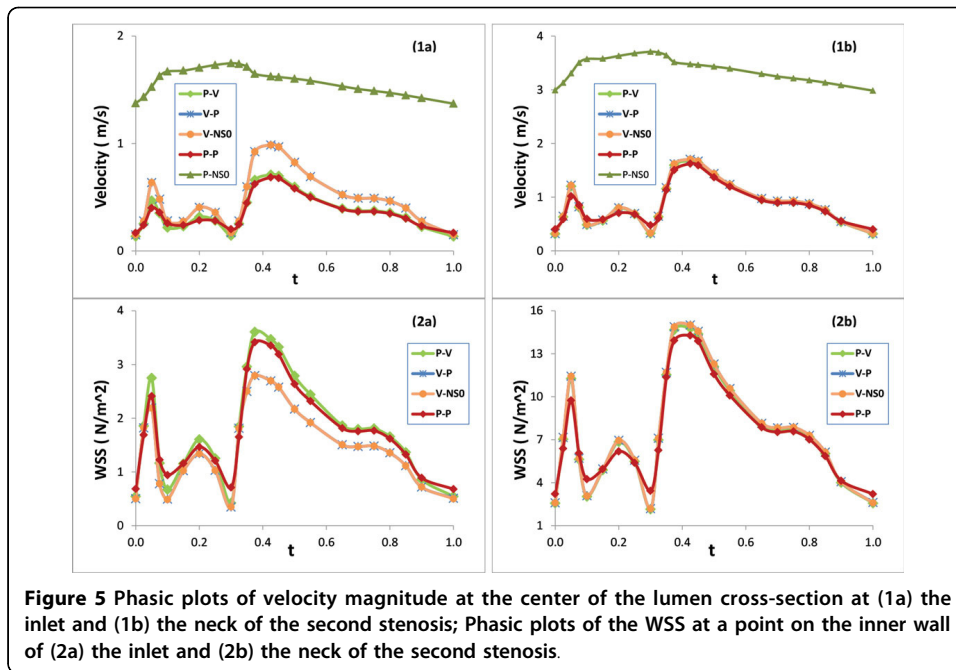 2
(1a)
Velocity ( m/s)
1
0
P-V
V-P
V-NS0
P-P
P-NS0
0.0 0.2 0.4 0.6 0.8 1.0
t
4
(1b)
3
Velocity ( m/s)
2
1
0
P-V
V-P
V-NS0
P-P
P-NS0
0.0 0.2 0.4 0.6 0.8 1.0
t
4
(2a)
3
WSS ( N/m^2)
2
1
0
P-V
V-P
V-NS0
P-P
0.0 0.2 0.4 0.6 0.8 1.0
t
16
(2b)
13
WSS ( N/m^2)
10
7
4
1
P-V
V-P
V-NS0
P-P
0.0 0.2 0.4 0.6 0.8 1.0
t
Figure 5 Phasic plots of velocity magnitude at the center of the lumen cross-section at (1a) the
inlet and (1b) the neck of the second stenosis; Phasic plots of the WSS at a point on the inner wall
of (2a) the inlet and (2b) the neck of the second stenosis.